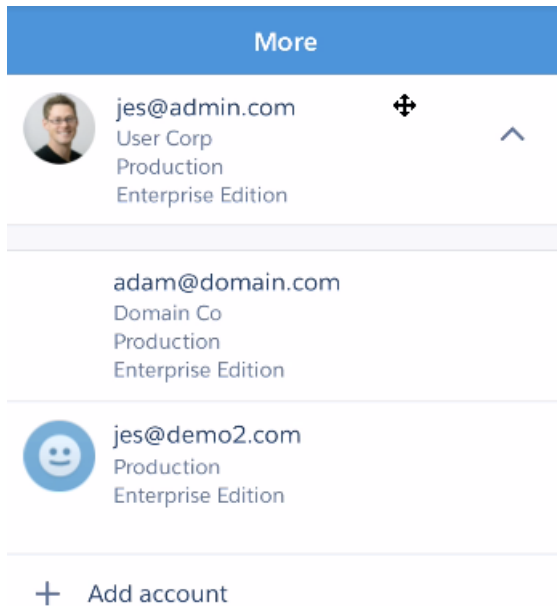 More
jes@admin.com
User Corp
Production
Enterprise Edition
adam@domain.com
Domain Co
Production
Enterprise Edition
jes@demo2.com
Production
Enterprise Edition
Add account